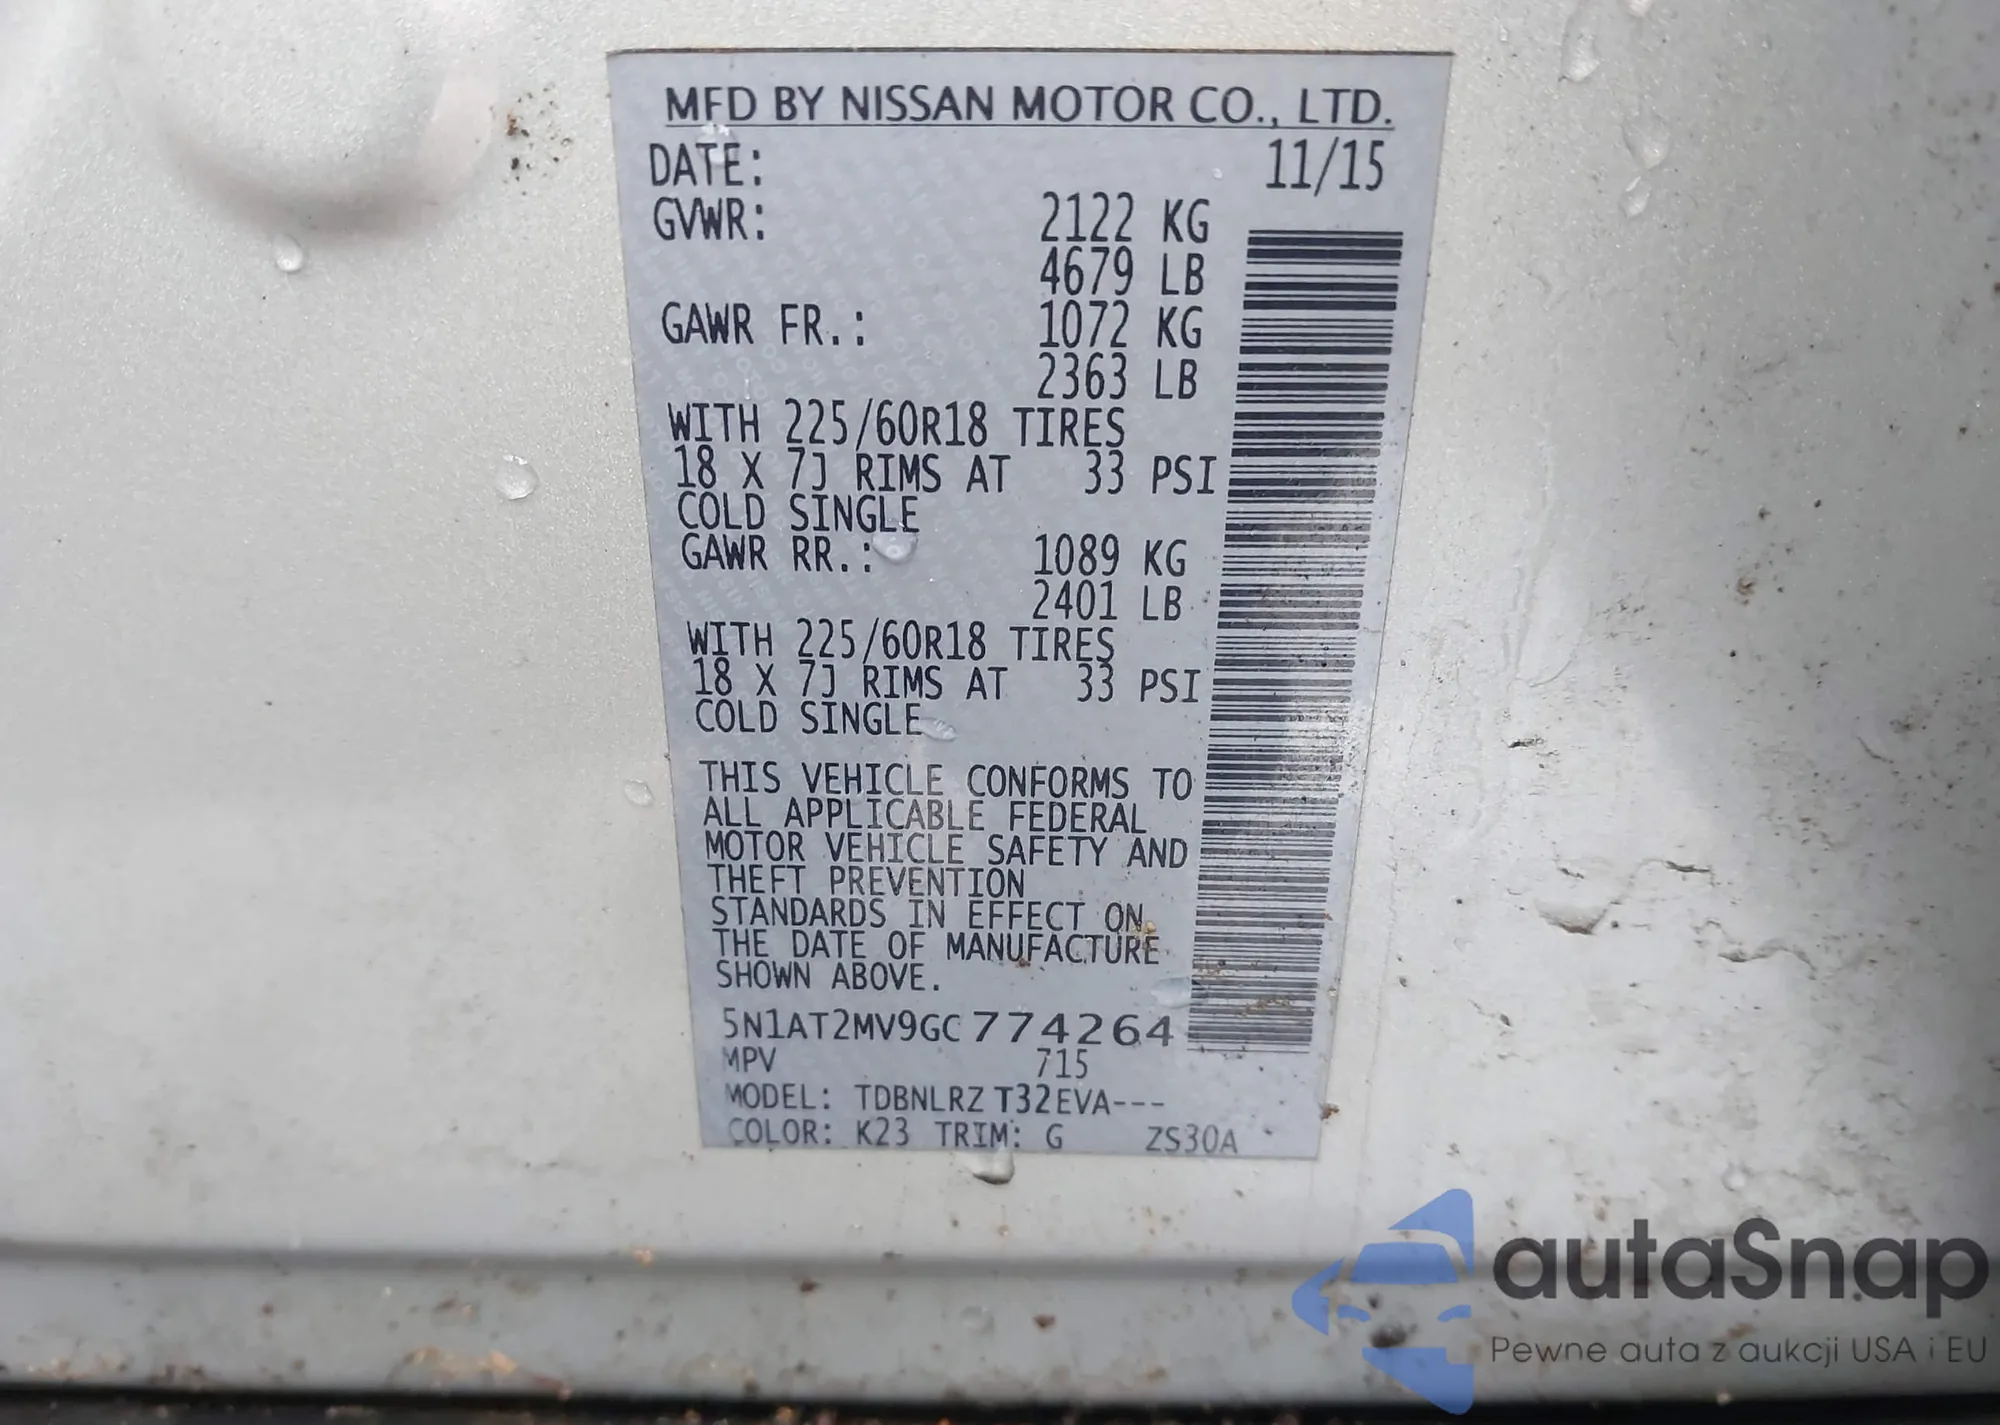 MFD BY NISSAN MOTOR CO., LTD.
DATE: 11/15
GVWR: 2122 KG
4679 LB
GAWR FR.: 1072 KG
2363 LB
WITH 225/60R18 TIRES
18 X 7J RIMS AT 33 PSI
COLD SINGLE
GAWR RR.: 1089 KG
2401 LB
WITH 225/60R18 TIRES
18 X 7J RIMS AT 33 PSI
COLD SINGLE
THIS VEHICLE CONFORMS TO
ALL APPLICABLE FEDERAL
MOTOR VEHICLE SAFETY AND
THEFT PREVENTION
STANDARDS IN EFFECT ON
THE DATE OF MANUFACTURE
SHOWN ABOVE.
5N1AT2MV9GC774264
MPV 715
MODEL: TDBNLRZ T32EVA---
COLOR: K23 TRIM: G ZS30A
autaSnap
Pewne auta z aukcji USA i EU